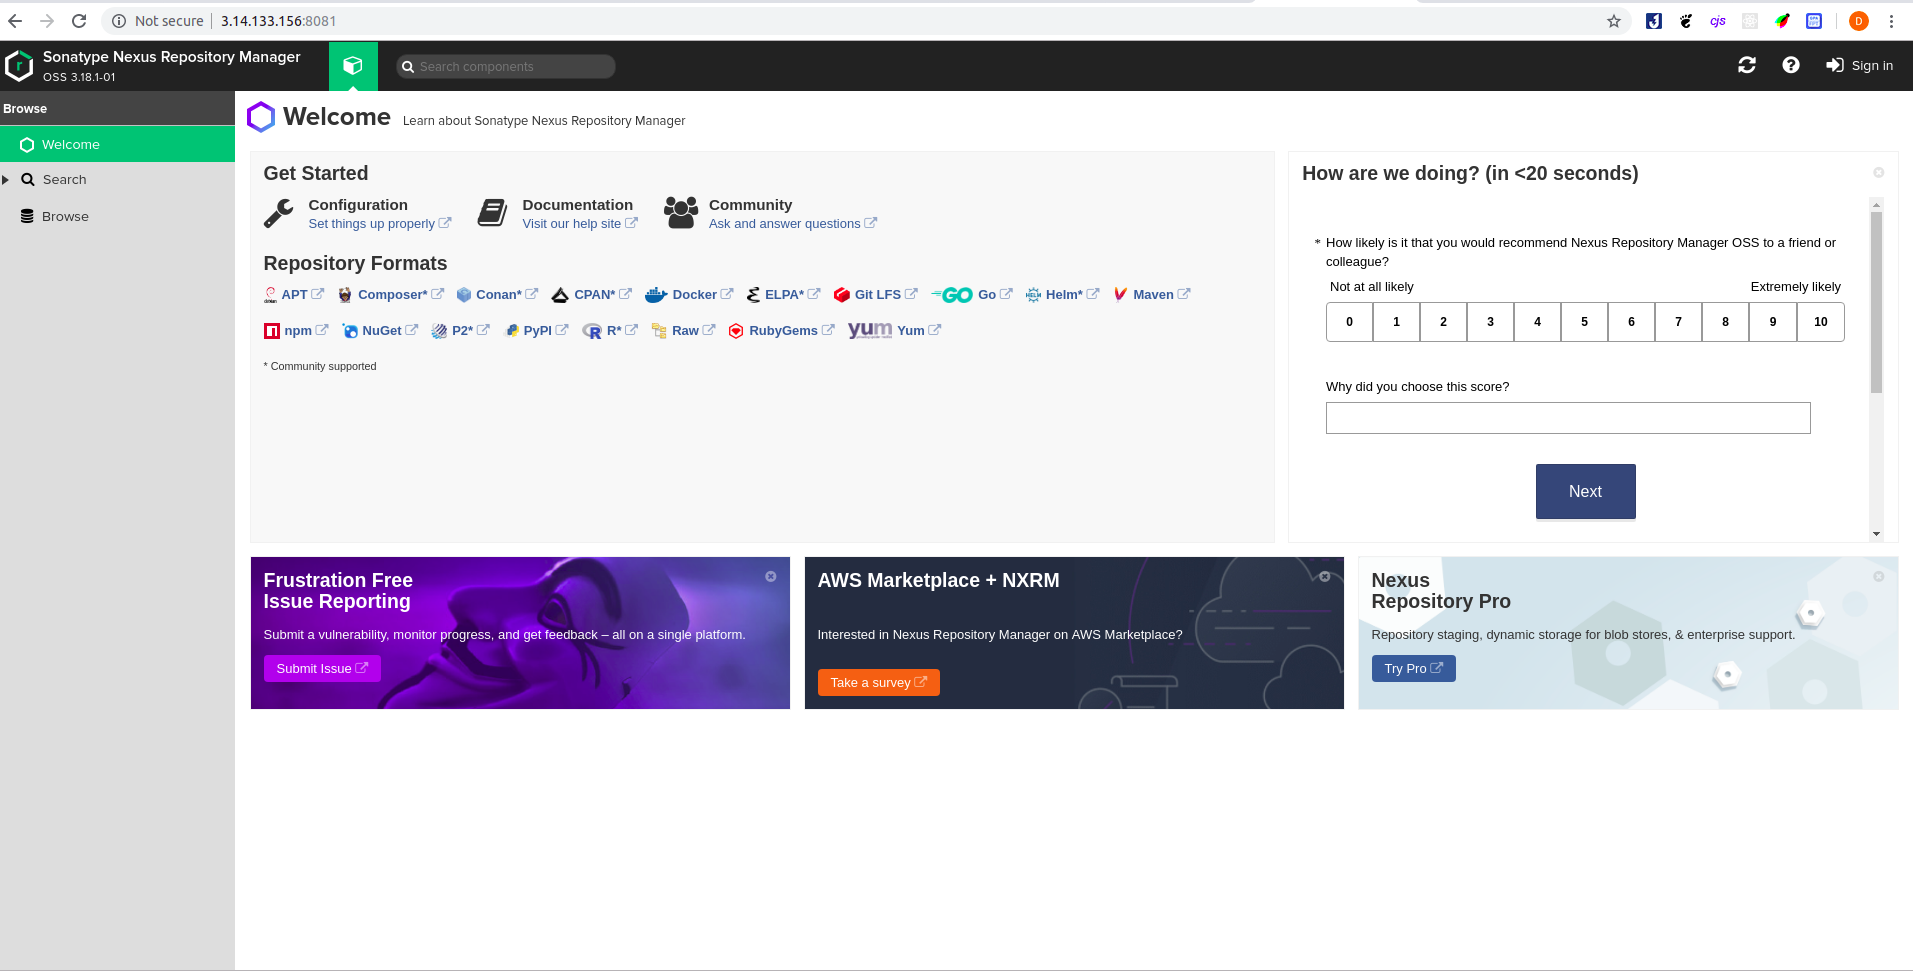 Not secure | 3.14.133.156:8081
cjs
D
Sonatype Nexus Repository Manager
OSS 3.18.1-01
Search components
Sign in
Browse
Welcome
Search
Browse
Welcome Learn about Sonatype Nexus Repository Manager
Get Started
Configuration
Set things up properly
Documentation
Visit our help site
Community
Ask and answer questions
Repository Formats
APT Composer* Conan* CPAN* Docker ELPA* Git LFS GO Go HELM Helm* Maven
npm NuGet P2* PyPI R R* Raw RubyGems yum Yum
* Community supported
How are we doing? (in <20 seconds)
* How likely is it that you would recommend Nexus Repository Manager OSS to a friend or
colleague?
Not at all likely Extremely likely
0 1 2 3 4 5 6 7 8 9 10
Why did you choose this score?
Next
Frustration Free
Issue Reporting
Submit a vulnerability, monitor progress, and get feedback – all on a single platform.
Submit Issue
AWS Marketplace + NXRM
Interested in Nexus Repository Manager on AWS Marketplace?
Take a survey
Nexus
Repository Pro
Repository staging, dynamic storage for blob stores, & enterprise support.
Try Pro